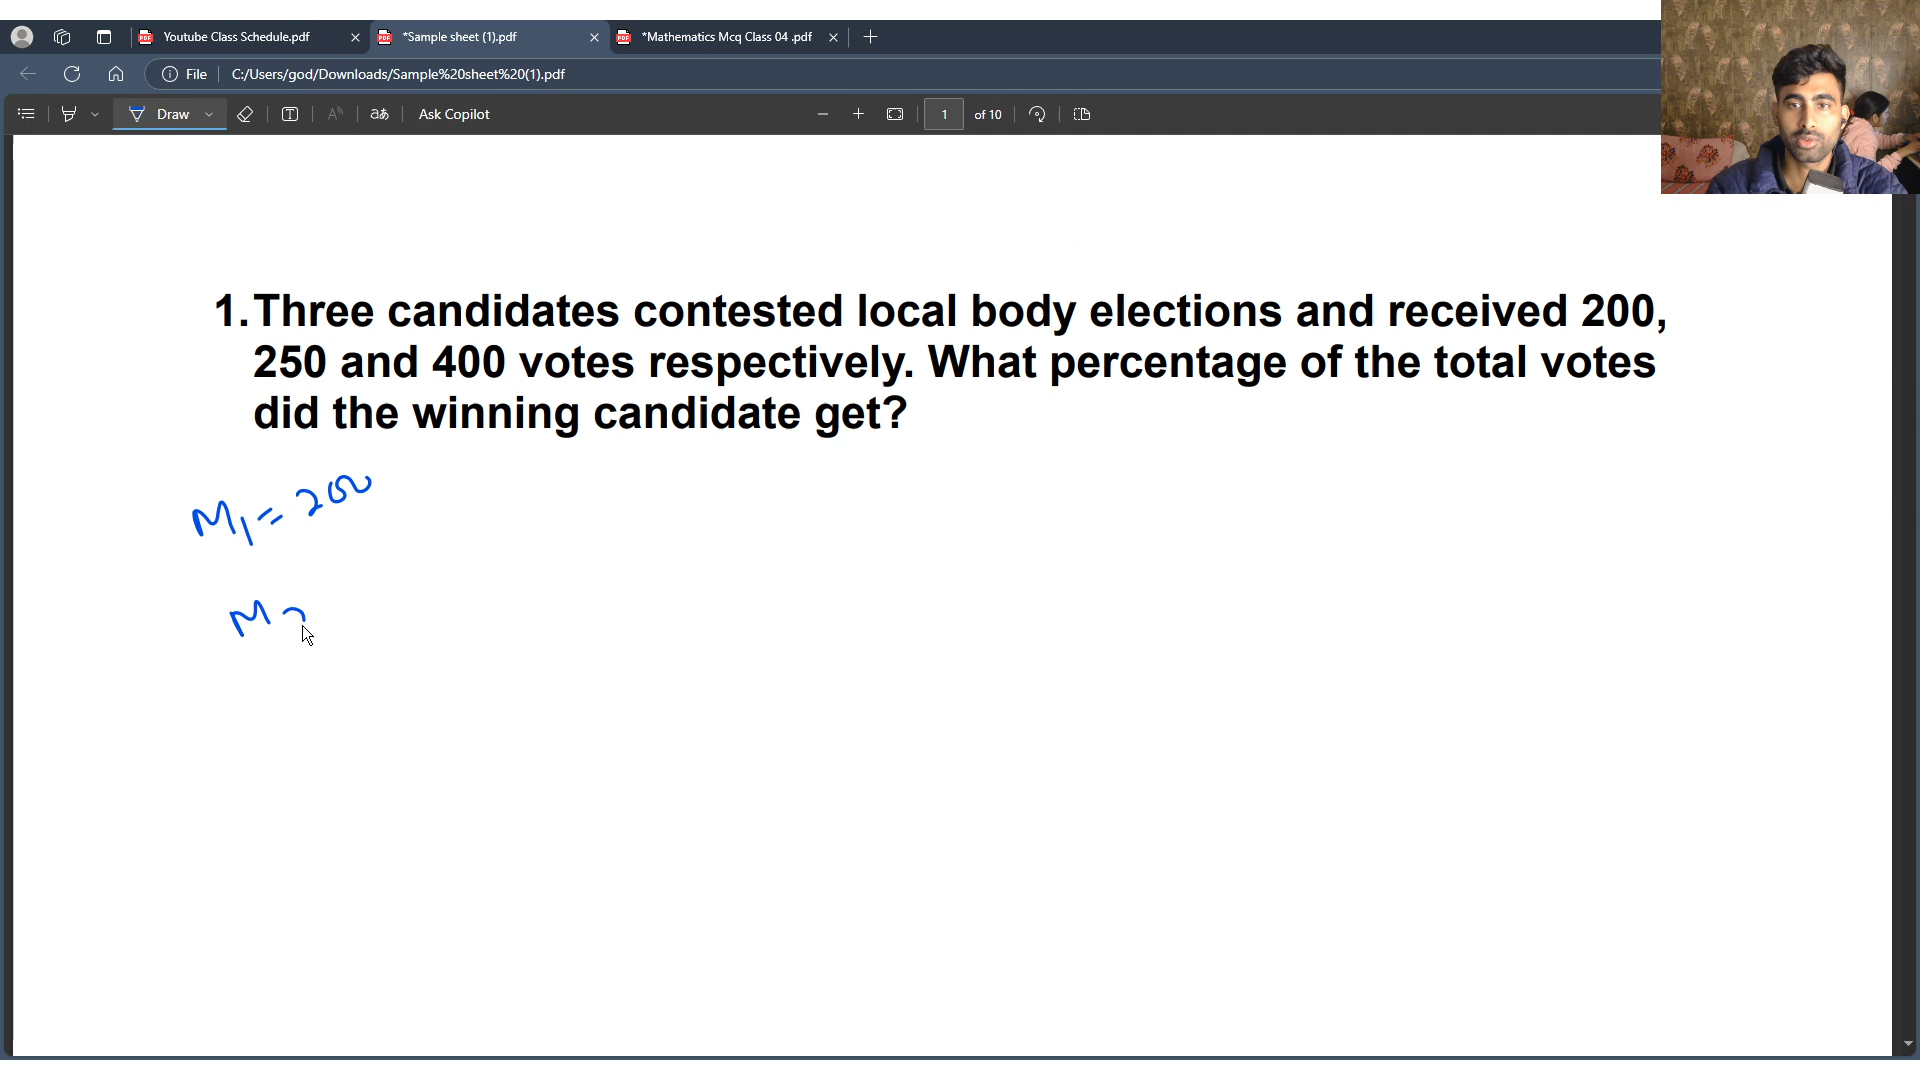 Youtube Class Schedule.pdf
*Sample sheet (1).pdf
*Mathematics Mcq Class 04 .pdf
File
C:/Users/god/Downloads/Sample%20sheet%20(1).pdf
Draw
Ask Copilot
1
of 10
1. Three candidates contested local body elections and received 200,
250 and 400 votes respectively. What percentage of the total votes
did the winning candidate get?
M1 = 200
M 2